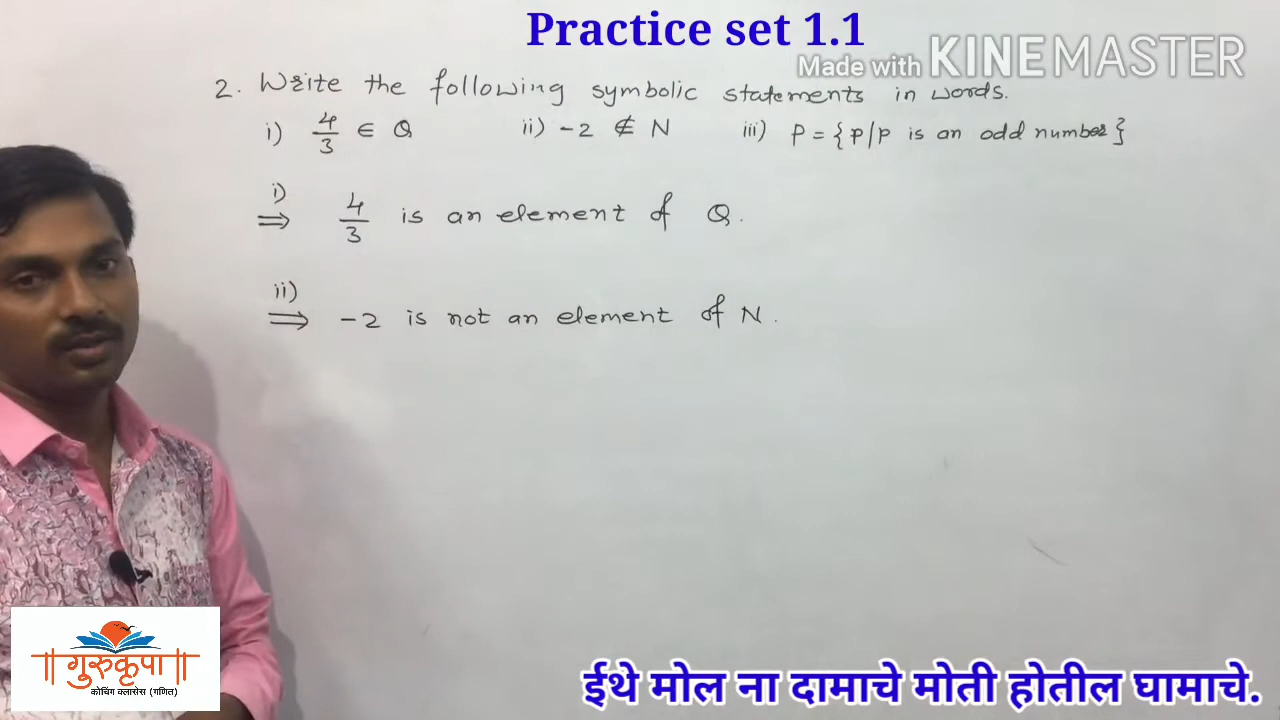 Practice set 1.1
Made with KINEMASTER
2. Write the following symbolic statements in words.
i) 4/3 ∈ Q ii) -2 ∉ N iii) P = {p/p is an odd number}
i)
⇒ 4/3 is an element of Q.
ii)
⇒ -2 is not an element of N.
॥गुरुकृपा॥
कोचिंग क्लासेस (गणित)
ईथे मोल ना दामाचे मोती होतील घामाचे.